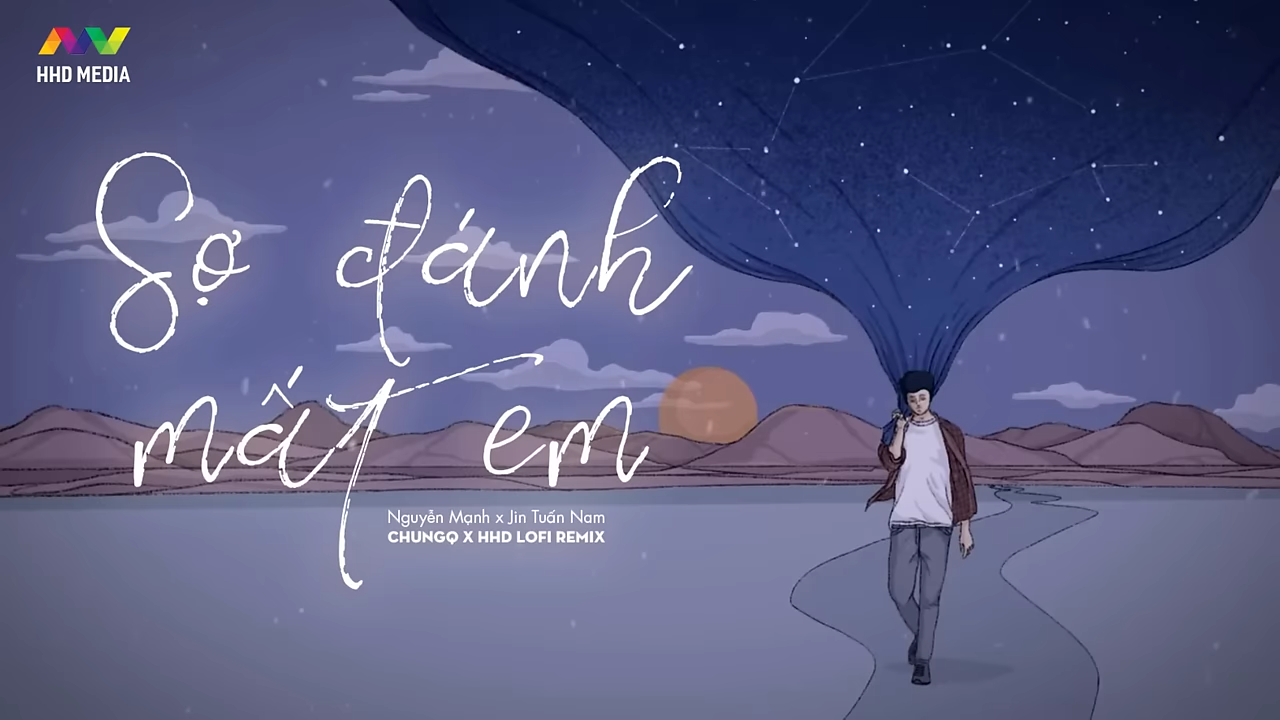 HHD MEDIA
Sợ đánh
mất em
Nguyễn Mạnh x Jin Tuấn Nam
CHUNGQ X HHD LOFI REMIX